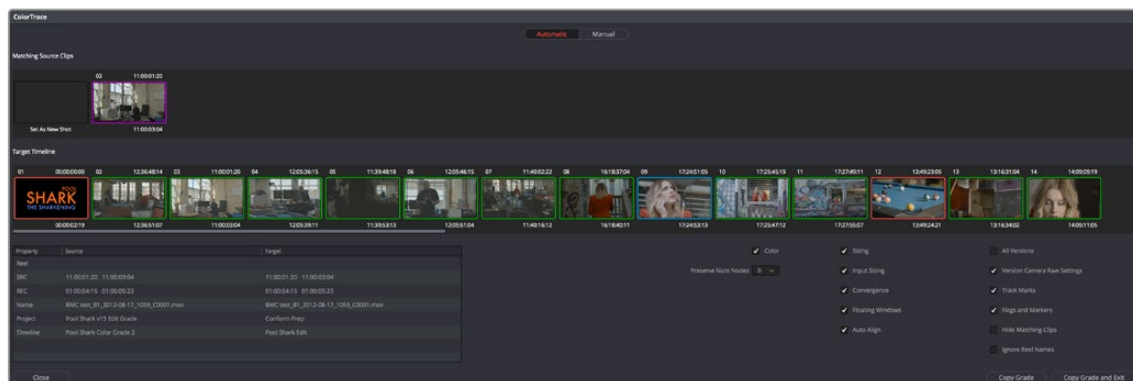 ColorTrace
Automatic Manual
Matching Source Clips
02 11:00:01:20
Set As New Shot 11:00:03:04
Target Timeline
01 00:00:00:00 02 12:36:48:14 03 11:00:01:20 04 12:05:36:15 05 11:39:48:18 06 12:05:46:15 07 11:40:02:22 08 16:18:37:04 09 17:24:51:05 10 17:25:45:19 11 17:27:49:11 12 13:49:23:05 13 13:16:31:04 14 14:09:09:19
POOL
SHARK
THE SHARKENING
00:00:02:19 12:36:51:07 11:00:03:04 12:05:39:11 11:39:53:13 12:05:51:04 11:40:16:12 16:18:40:11 17:24:53:13 17:25:47:12 17:27:55:07 13:49:24:21 13:16:34:02 14:09:11:05
Property Source Target
Reel
SRC 11:00:01:20 11:00:03:04 11:00:01:20 11:00:03:04
REC 01:00:04:15 01:00:05:23 01:00:04:15 01:00:05:23
Name BMC test_B1_2012-08-17_1059_C0001.mov BMC test_B1_2012-08-17_1059_C0001.mov
Project Pool Shark v15 Edit Grade Conform Prep
Timeline Pool Shark Color Grade 2 Pool Shark Edit
Color Sizing All Versions
Preserve Num Nodes 0 Input Sizing Version Camera Raw Settings
Convergence Track Marks
Floating Windows Flags and Markers
Auto Align Hide Matching Clips
Ignore Reel Names
Close Copy Grade Copy Grade and Exit